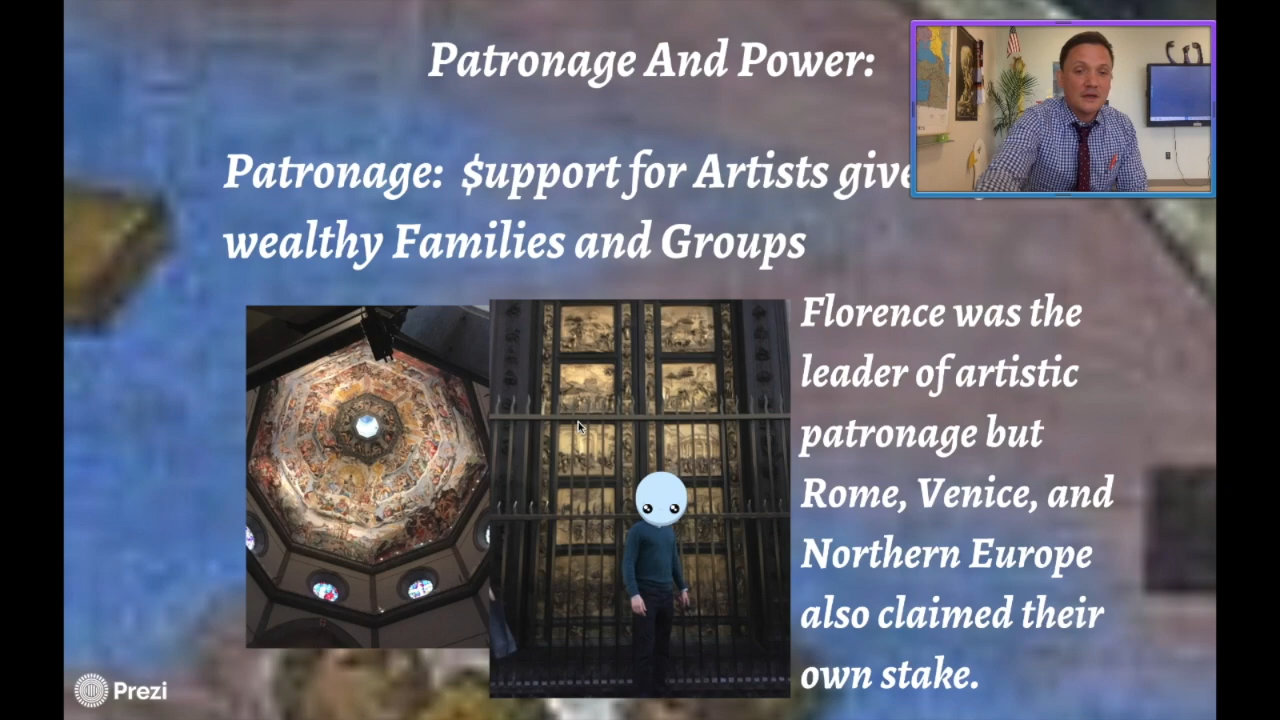 Patronage And Power:
Patronage: $upport for Artists give
wealthy Families and Groups
Florence was the
leader of artistic
patronage but
Rome, Venice, and
Northern Europe
also claimed their
own stake.
Prezi